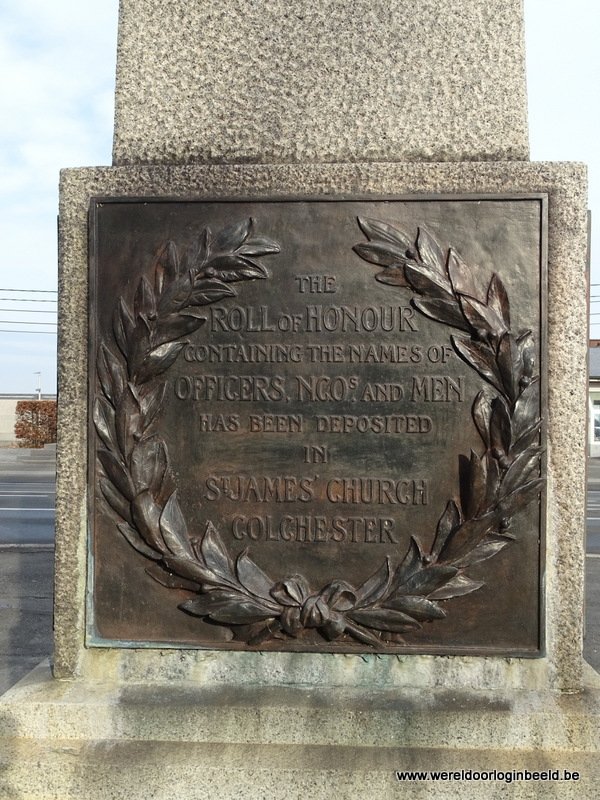 THE
ROLL OF HONOUR
CONTAINING THE NAMES OF
OFFICERS, NCOs AND MEN
HAS BEEN DEPOSITED
IN
St JAMES' CHURCH
COLCHESTER
www.wereldoorloginbeeld.be